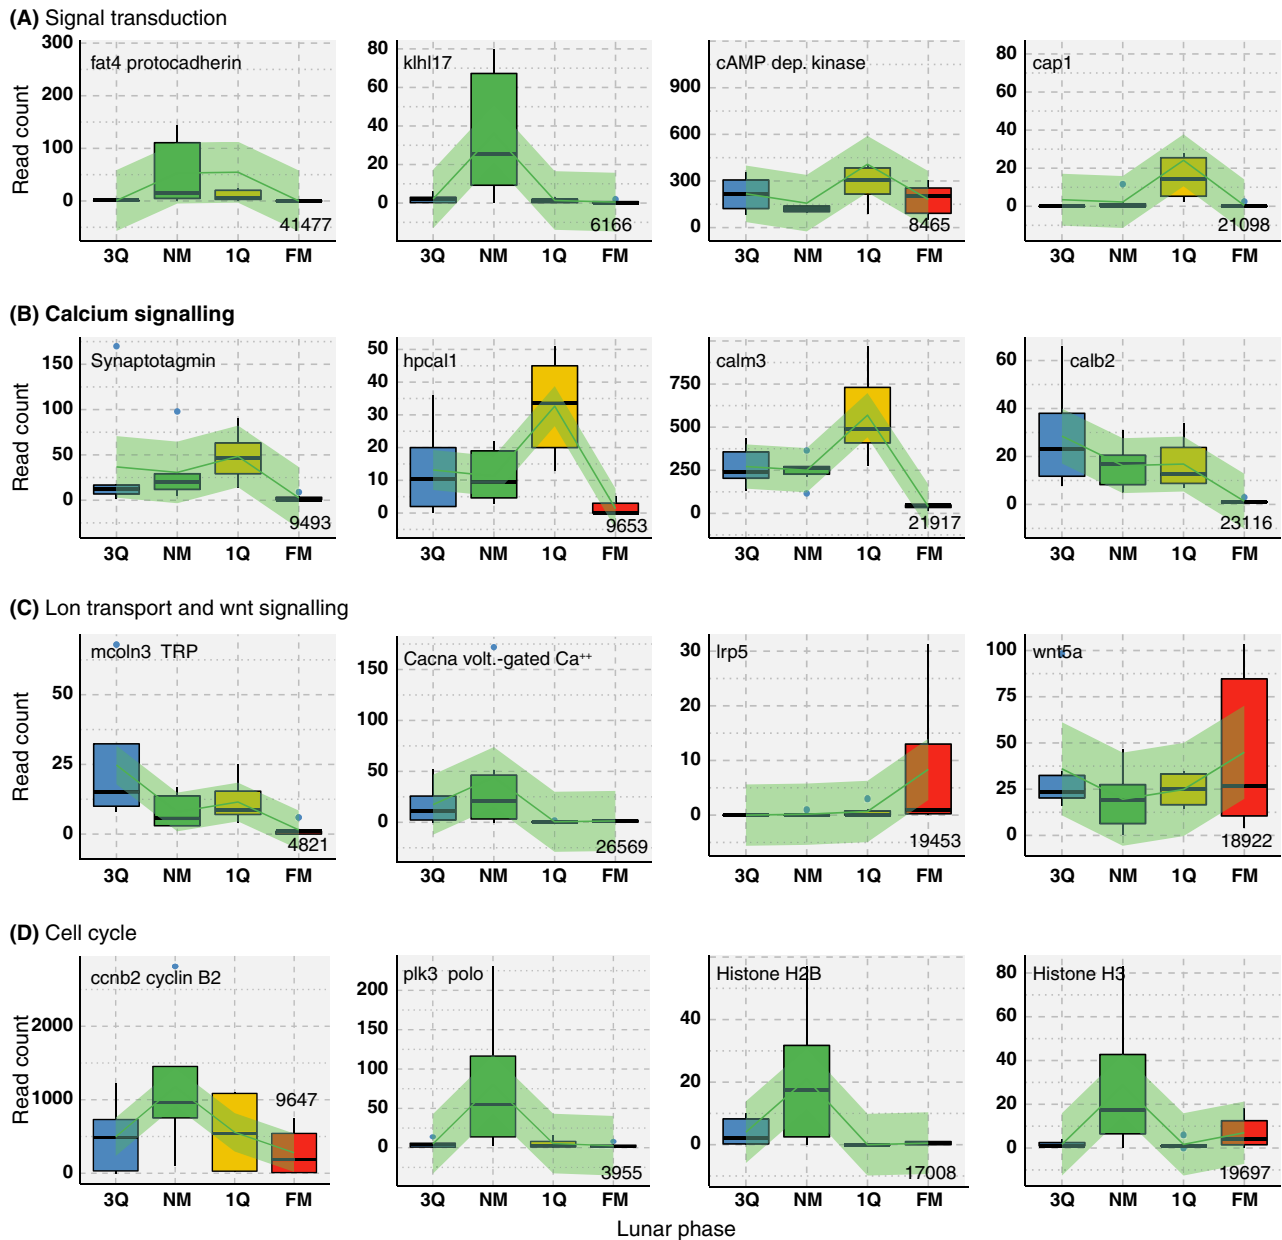 (A) Signal transduction
Read count
300
200
100
0
fat4 protocadherin
41477
3Q NM 1Q FM
80
60
40
20
0
klhl17
6166
3Q NM 1Q FM
900
600
300
0
cAMP dep. kinase
8465
3Q NM 1Q FM
80
60
40
20
0
cap1
21098
3Q NM 1Q FM
(B) Calcium signalling
Read count
150
100
50
0
Synaptotagmin
9493
3Q NM 1Q FM
50
40
30
20
10
0
hpcal1
9653
3Q NM 1Q FM
750
500
250
0
calm3
21917
3Q NM 1Q FM
60
40
20
0
calb2
23116
3Q NM 1Q FM
(C) Lon transport and wnt signalling
Read count
50
25
0
mcoln3 TRP
4821
3Q NM 1Q FM
150
100
50
0
Cacna volt.-gated Ca⁺⁺
26569
3Q NM 1Q FM
30
20
10
0
lrp5
19453
3Q NM 1Q FM
100
75
50
25
0
wnt5a
18922
3Q NM 1Q FM
(D) Cell cycle
Read count
2000
1000
0
ccnb2 cyclin B2
9647
3Q NM 1Q FM
200
150
100
50
0
plk3 polo
3955
3Q NM 1Q FM
40
20
0
Histone H2B
17008
3Q NM 1Q FM
80
60
40
20
0
Histone H3
19697
3Q NM 1Q FM
Lunar phase